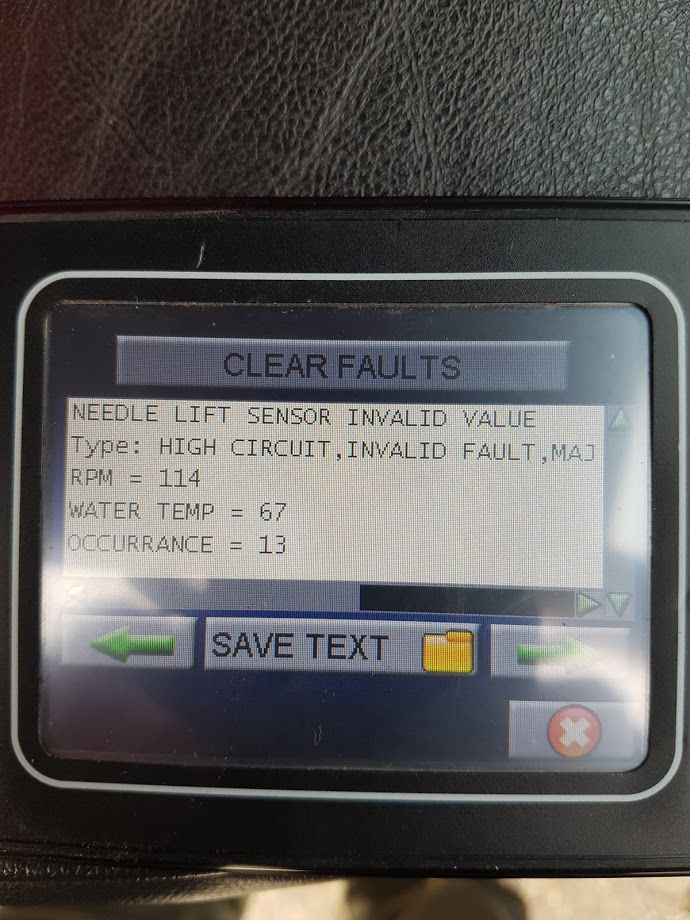 CLEAR FAULTS
NEEDLE LIFT SENSOR INVALID VALUE
Type: HIGH CIRCUIT,INVALID FAULT,MAJ
RPM = 114
WATER TEMP = 67
OCCURRANCE = 13
SAVE TEXT